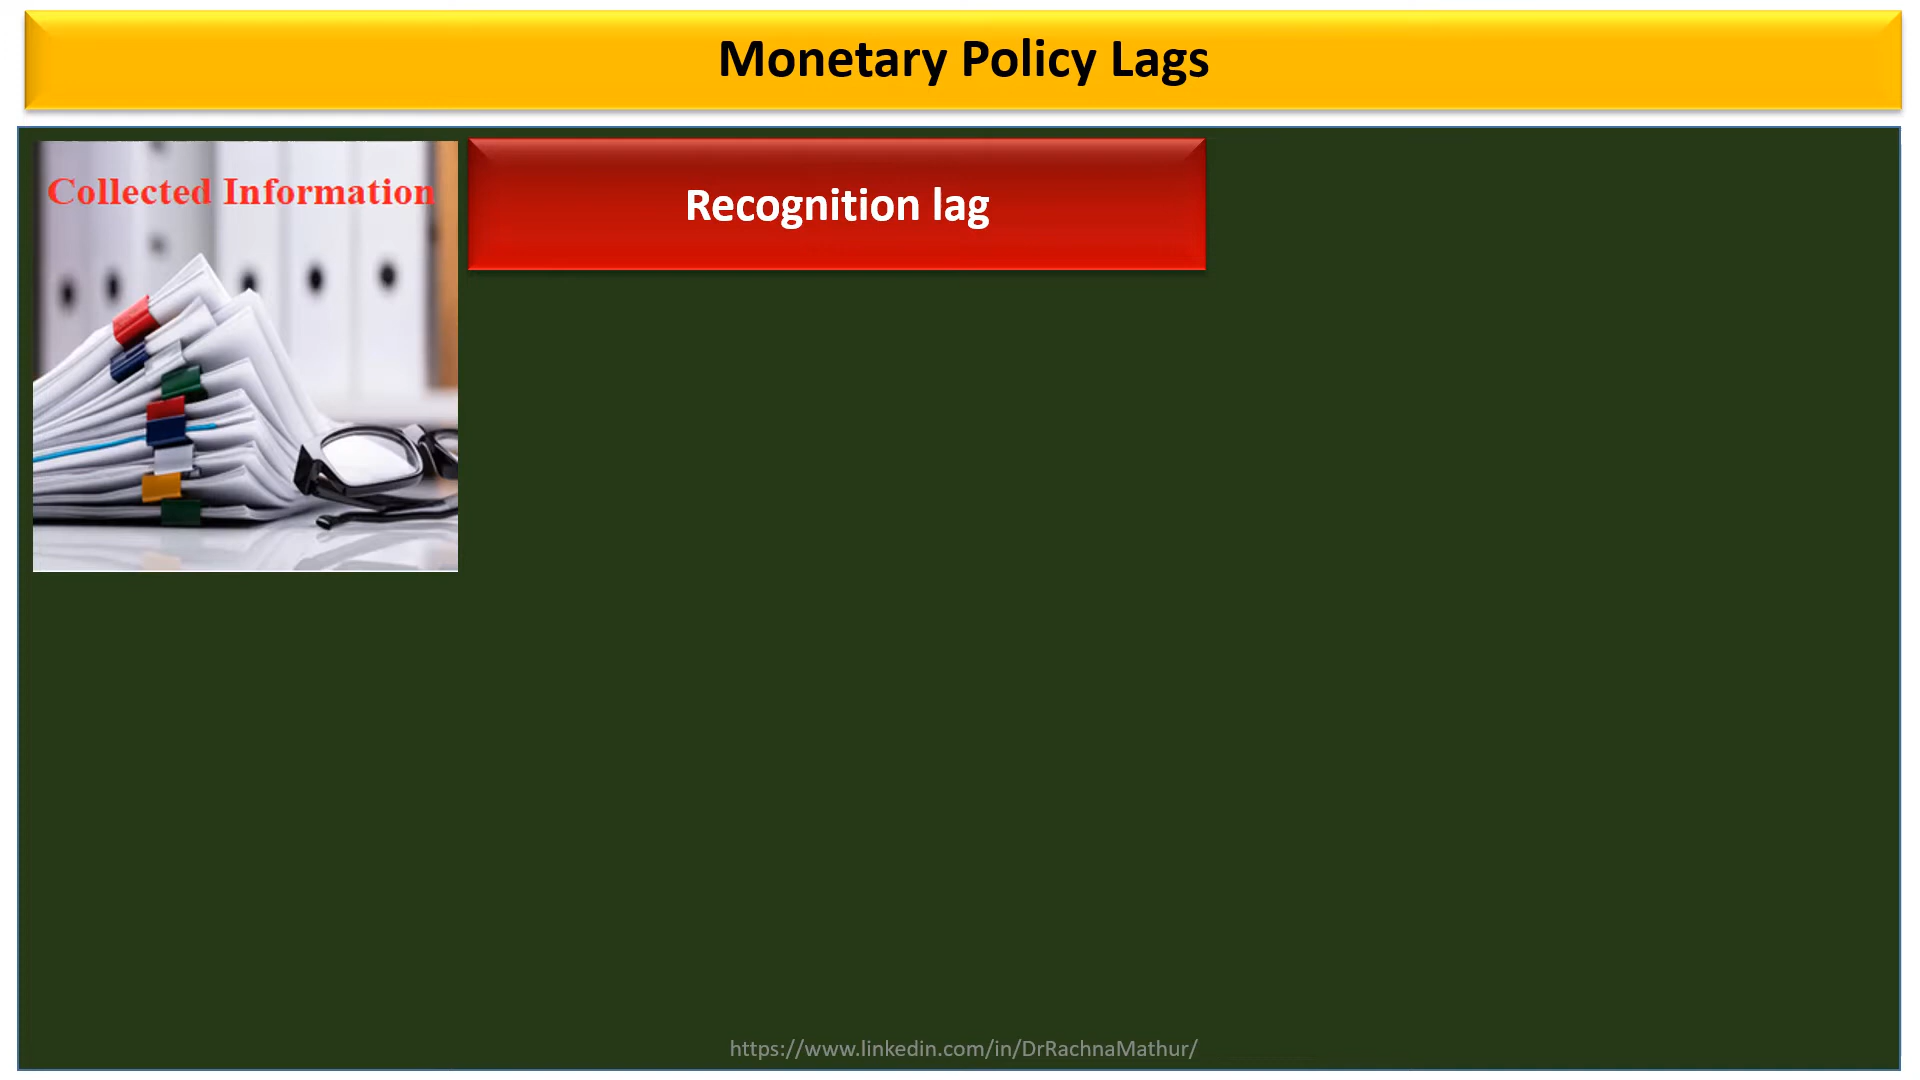 Monetary Policy Lags
Collected Information
Recognition lag
https://www.linkedin.com/in/DrRachnaMathur/